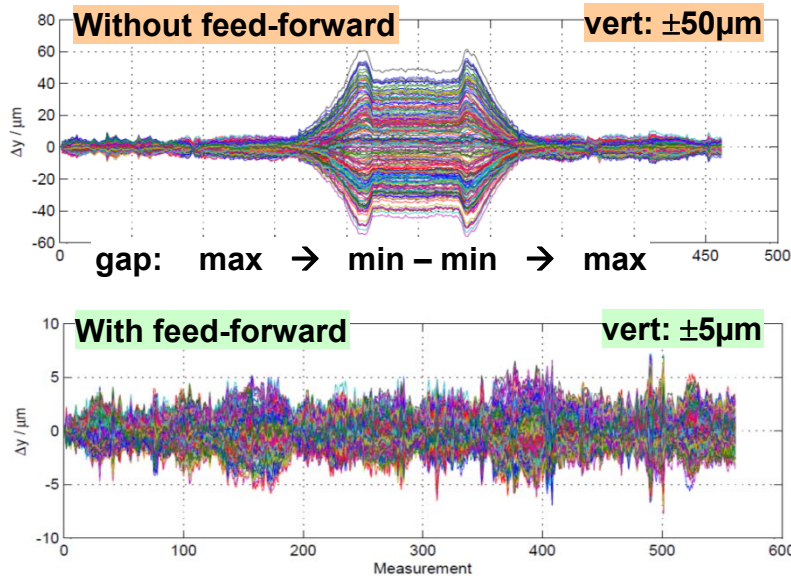 Without feed-forward
vert: ±50µm
80
60
40
20
0
-20
-40
-60
Δy / µm
0
450
500
gap: max → min – min → max
With feed-forward
vert: ±5µm
10
5
0
-5
-10
Δy / µm
0
100
200
300
400
500
600
Measurement